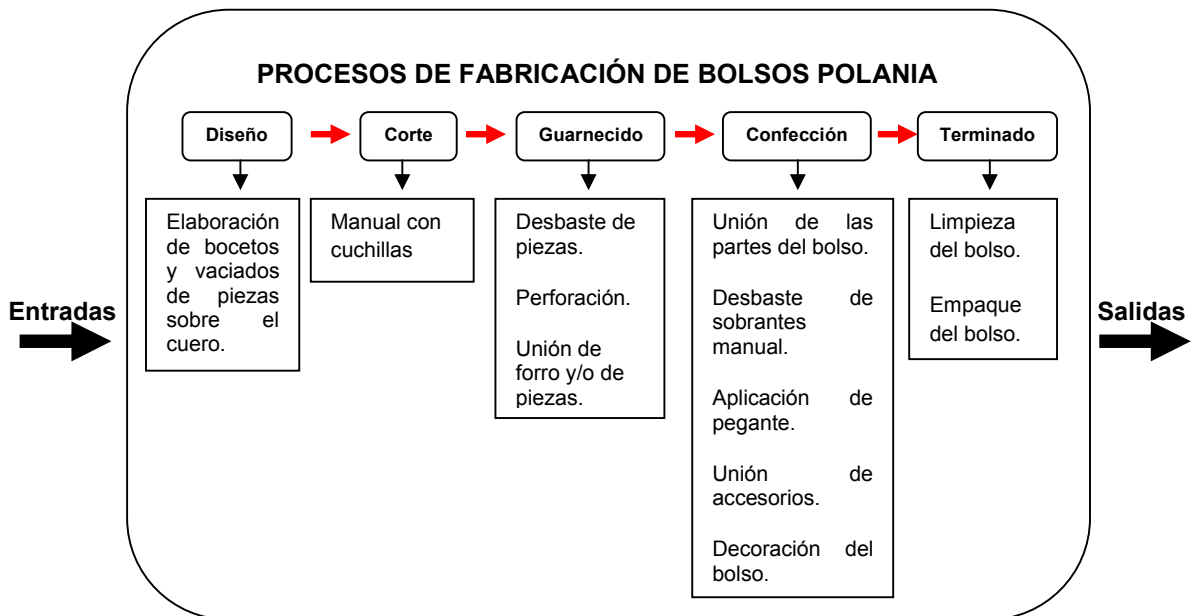 PROCESOS DE FABRICACIÓN DE BOLSOS POLANIA
Diseño
Corte
Guarnecido
Confección
Terminado
Entradas
Elaboración
de bocetos
y vaciados
de piezas
sobre el
cuero.
Manual con
cuchillas
Desbaste de
piezas.
Perforación.
Unión de
forro y/o de
piezas.
Unión de las
partes del bolso.
Desbaste de
sobrantes
manual.
Aplicación de
pegante.
Unión de
accesorios.
Decoración del
bolso.
Limpieza
del bolso.
Empaque
del bolso.
Salidas